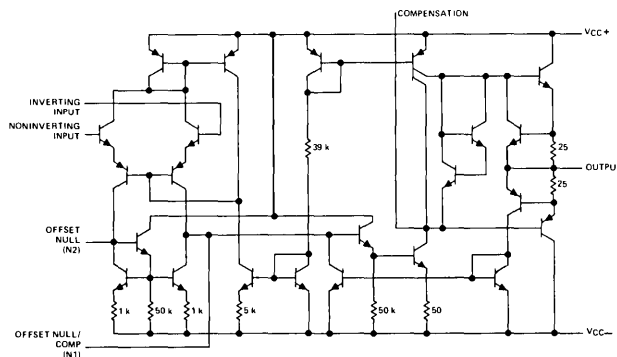 COMPENSATION
VCC+
INVERTING
INPUT
NONINVERTING
INPUT
39 k
25
OUTPU
25
OFFSET
NULL
(N2)
1 k
50 k
1 k
5 k
50 k
50
OFFSET NULL/
COMP
(N1)
VCC−